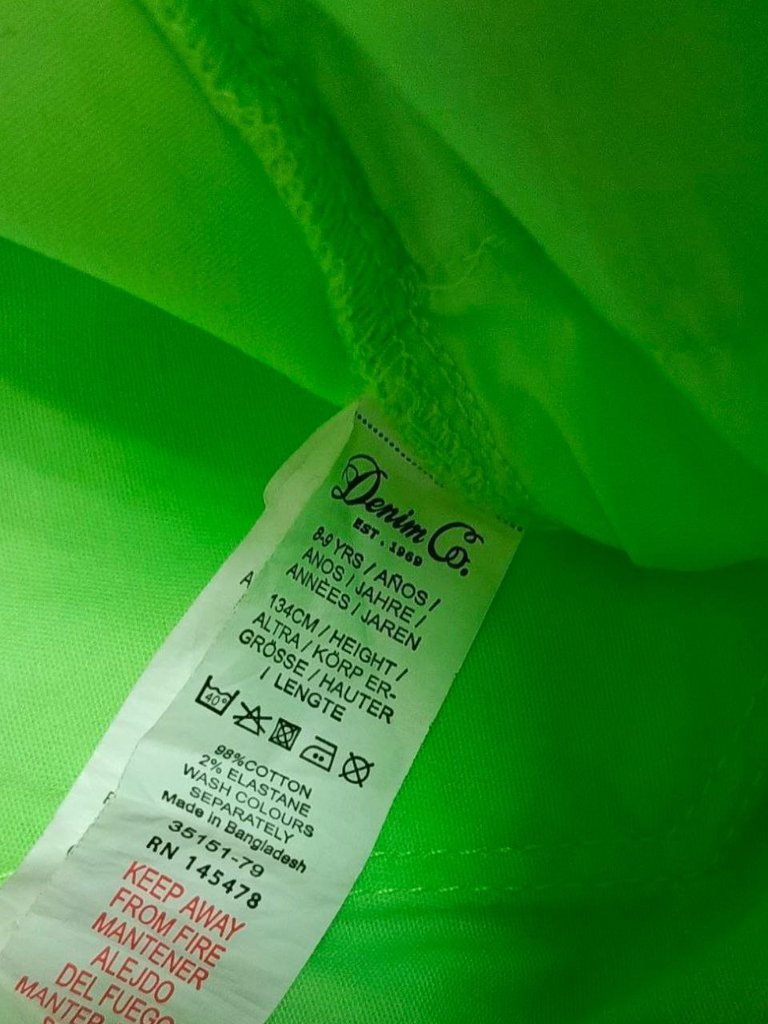 Denim Co.
EST. 1969
8-9 YRS / AÑOS /
ANOS / JAHRE /
ANNÈES / JAREN
134CM / HEIGHT /
ALTRA / KÖRP ER-
GRÖSSE / HAUTER
/ LENGTE
40°
98%COTTON
2% ELASTANE
WASH COLOURS
SEPARATELY
Made in Bangladesh
35151-79
RN 145478
KEEP AWAY
FROM FIRE
MANTENER
ALEJDO
DEL FUEGO
MANTER